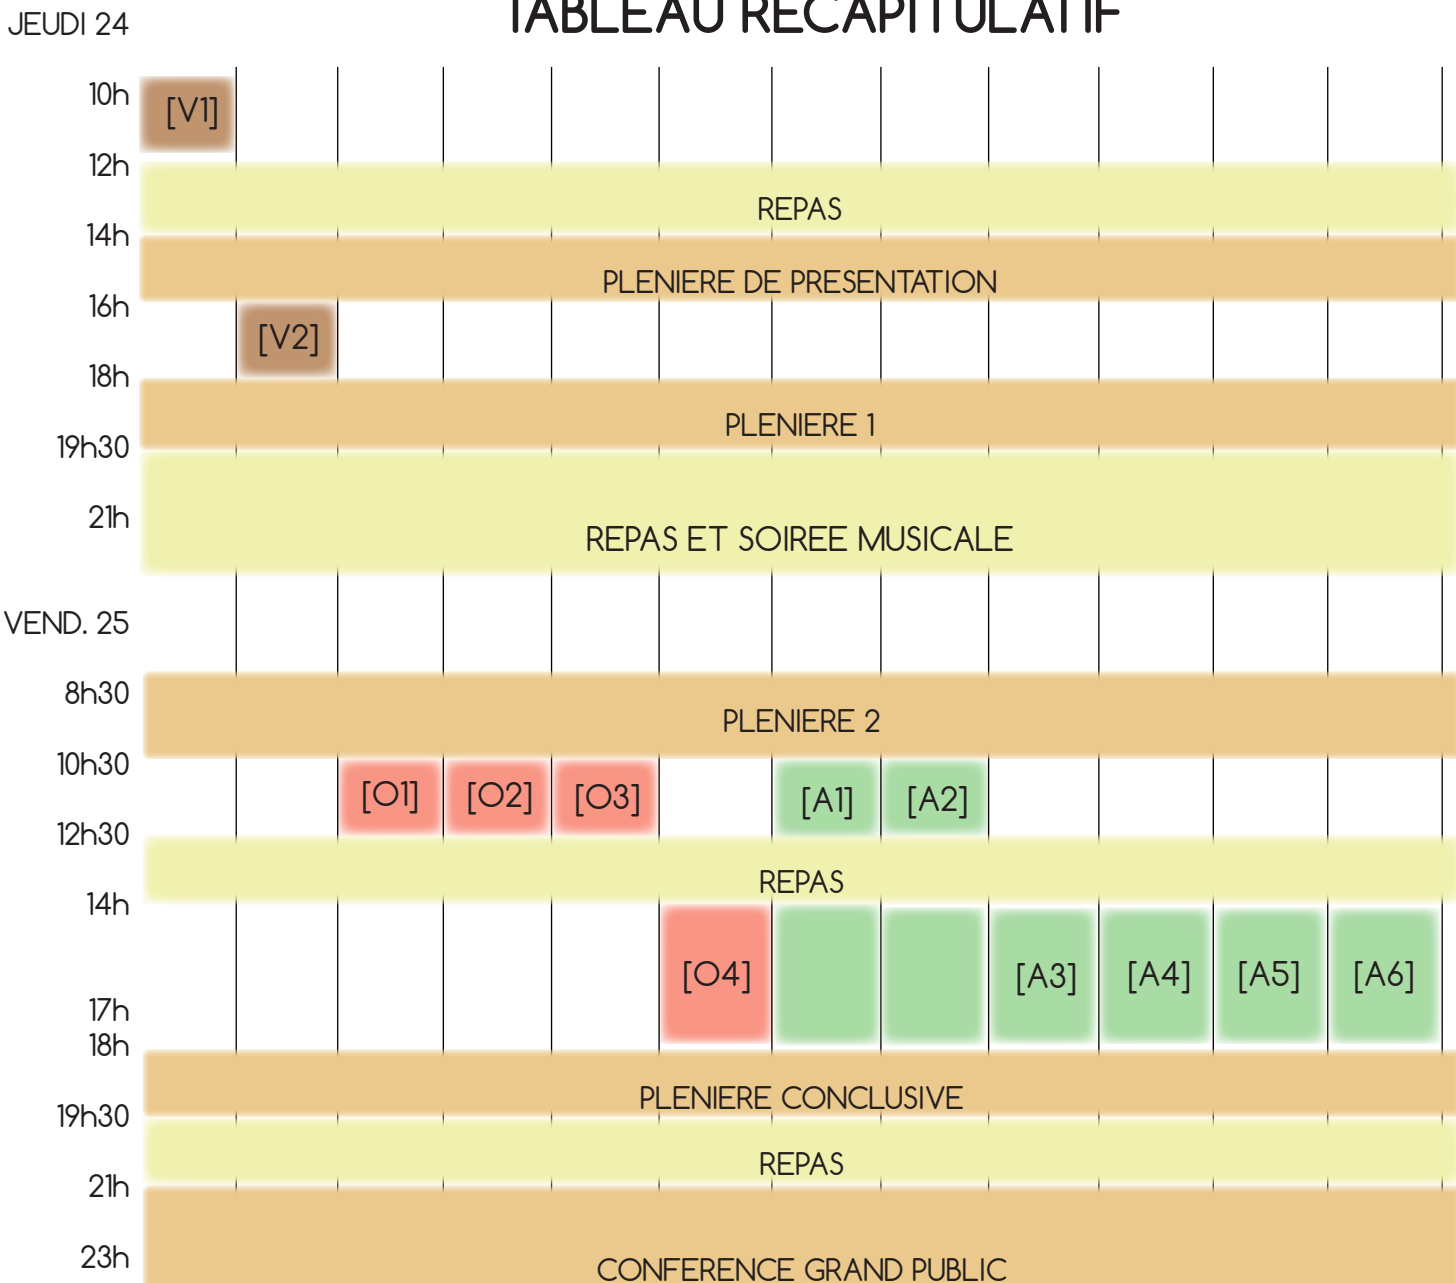 JEUDI 24
TABLEAU RECAPITULATIF
10h
[V1]
12h
REPAS
14h
PLENIERE DE PRESENTATION
16h
[V2]
18h
PLENIERE 1
19h30
21h
REPAS ET SOIREE MUSICALE
VEND. 25
8h30
PLENIERE 2
10h30
[O1] [O2] [O3] [A1] [A2]
12h30
REPAS
14h
[O4] [A3] [A4] [A5] [A6]
17h
18h
PLENIERE CONCLUSIVE
19h30
REPAS
21h
23h
CONFERENCE GRAND PUBLIC